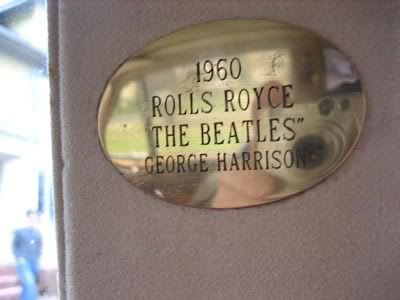 1960
ROLLS ROYCE
"THE BEATLES"
GEORGE HARRISON